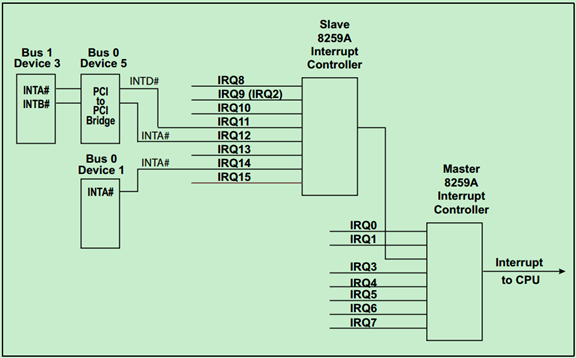 Slave
8259A
Interrupt
Controller
Bus 1
Device 3
Bus 0
Device 5
INTD#
INTA#
INTB#
PCI
to
PCI
Bridge
INTA#
IRQ8
IRQ9 (IRQ2)
IRQ10
IRQ11
IRQ12
IRQ13
IRQ14
IRQ15
Bus 0
Device 1
INTA#
INTA#
Master
8259A
Interrupt
Controller
IRQ0
IRQ1
IRQ3
IRQ4
IRQ5
IRQ6
IRQ7
Interrupt
to CPU